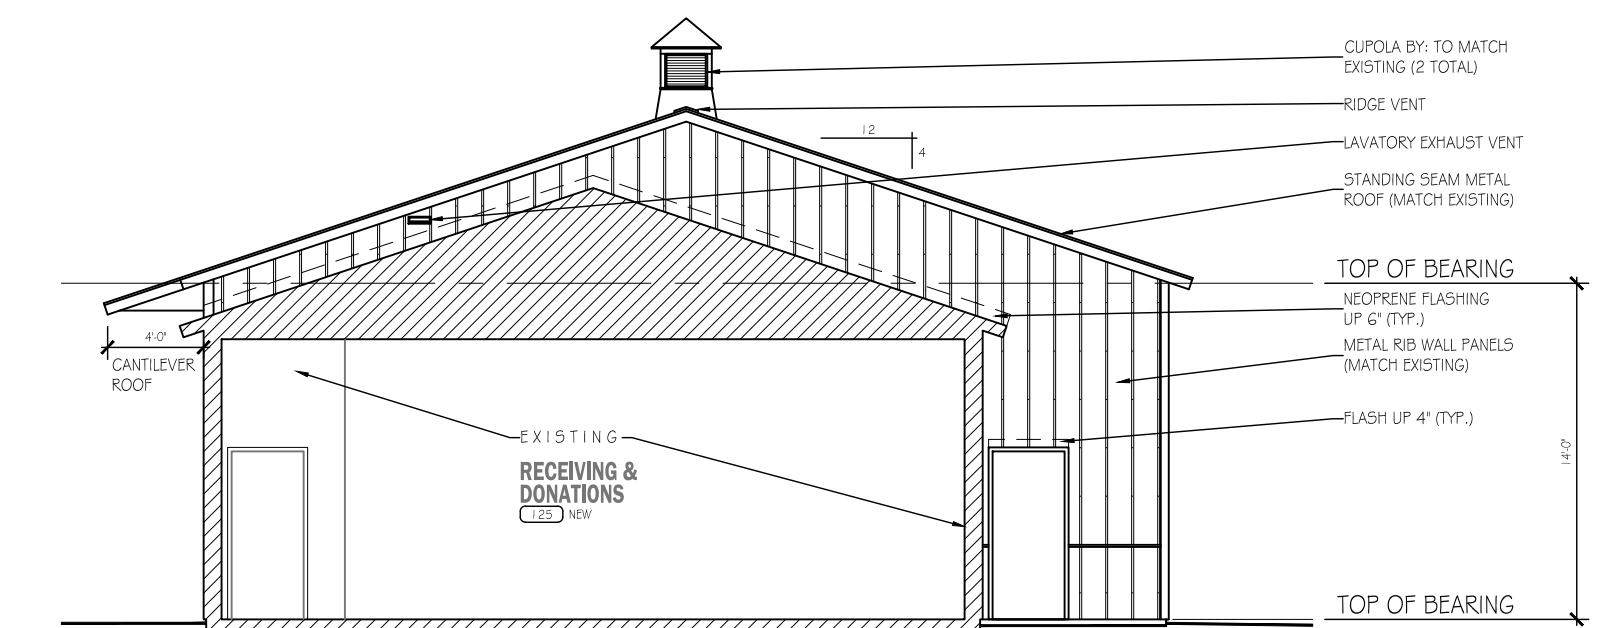 CUPOLA BY: TO MATCH
EXISTING (2 TOTAL)
RIDGE VENT
12
4
LAVATORY EXHAUST VENT
STANDING SEAM METAL
ROOF (MATCH EXISTING)
TOP OF BEARING
NEOPRENE FLASHING
UP 6" (TYP.)
4'-0"
CANTILEVER
ROOF
METAL RIB WALL PANELS
(MATCH EXISTING)
FLASH UP 4" (TYP.)
EXISTING
RECEIVING &
DONATIONS
125 NEW
14'-0"
TOP OF BEARING